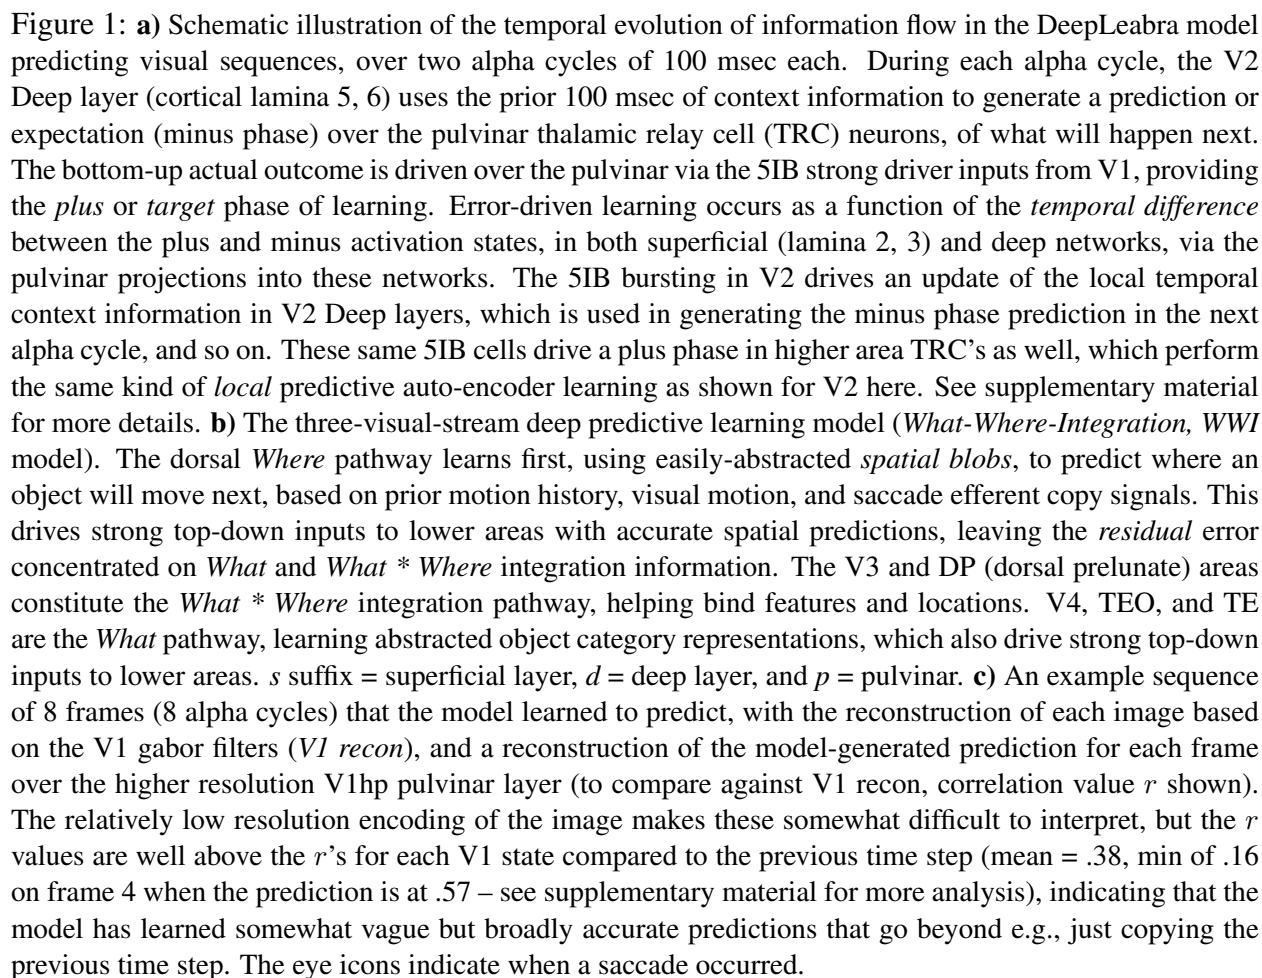 Figure 1: a) Schematic illustration of the temporal evolution of information flow in the DeepLeabra model
predicting visual sequences, over two alpha cycles of 100 msec each. During each alpha cycle, the V2
Deep layer (cortical lamina 5, 6) uses the prior 100 msec of context information to generate a prediction or
expectation (minus phase) over the pulvinar thalamic relay cell (TRC) neurons, of what will happen next.
The bottom-up actual outcome is driven over the pulvinar via the 5IB strong driver inputs from V1, providing
the plus or target phase of learning. Error-driven learning occurs as a function of the temporal difference
between the plus and minus activation states, in both superficial (lamina 2, 3) and deep networks, via the
pulvinar projections into these networks. The 5IB bursting in V2 drives an update of the local temporal
context information in V2 Deep layers, which is used in generating the minus phase prediction in the next
alpha cycle, and so on. These same 5IB cells drive a plus phase in higher area TRC's as well, which perform
the same kind of local predictive auto-encoder learning as shown for V2 here. See supplementary material
for more details. b) The three-visual-stream deep predictive learning model (What-Where-Integration, WWI
model). The dorsal Where pathway learns first, using easily-abstracted spatial blobs, to predict where an
object will move next, based on prior motion history, visual motion, and saccade efferent copy signals. This
drives strong top-down inputs to lower areas with accurate spatial predictions, leaving the residual error
concentrated on What and What * Where integration information. The V3 and DP (dorsal prelunate) areas
constitute the What * Where integration pathway, helping bind features and locations. V4, TEO, and TE
are the What pathway, learning abstracted object category representations, which also drive strong top-down
inputs to lower areas. s suffix = superficial layer, d = deep layer, and p = pulvinar. c) An example sequence
of 8 frames (8 alpha cycles) that the model learned to predict, with the reconstruction of each image based
on the V1 gabor filters (V1 recon), and a reconstruction of the model-generated prediction for each frame
over the higher resolution V1hp pulvinar layer (to compare against V1 recon, correlation value r shown).
The relatively low resolution encoding of the image makes these somewhat difficult to interpret, but the r
values are well above the r's for each V1 state compared to the previous time step (mean = .38, min of .16
on frame 4 when the prediction is at .57 – see supplementary material for more analysis), indicating that the
model has learned somewhat vague but broadly accurate predictions that go beyond e.g., just copying the
previous time step. The eye icons indicate when a saccade occurred.